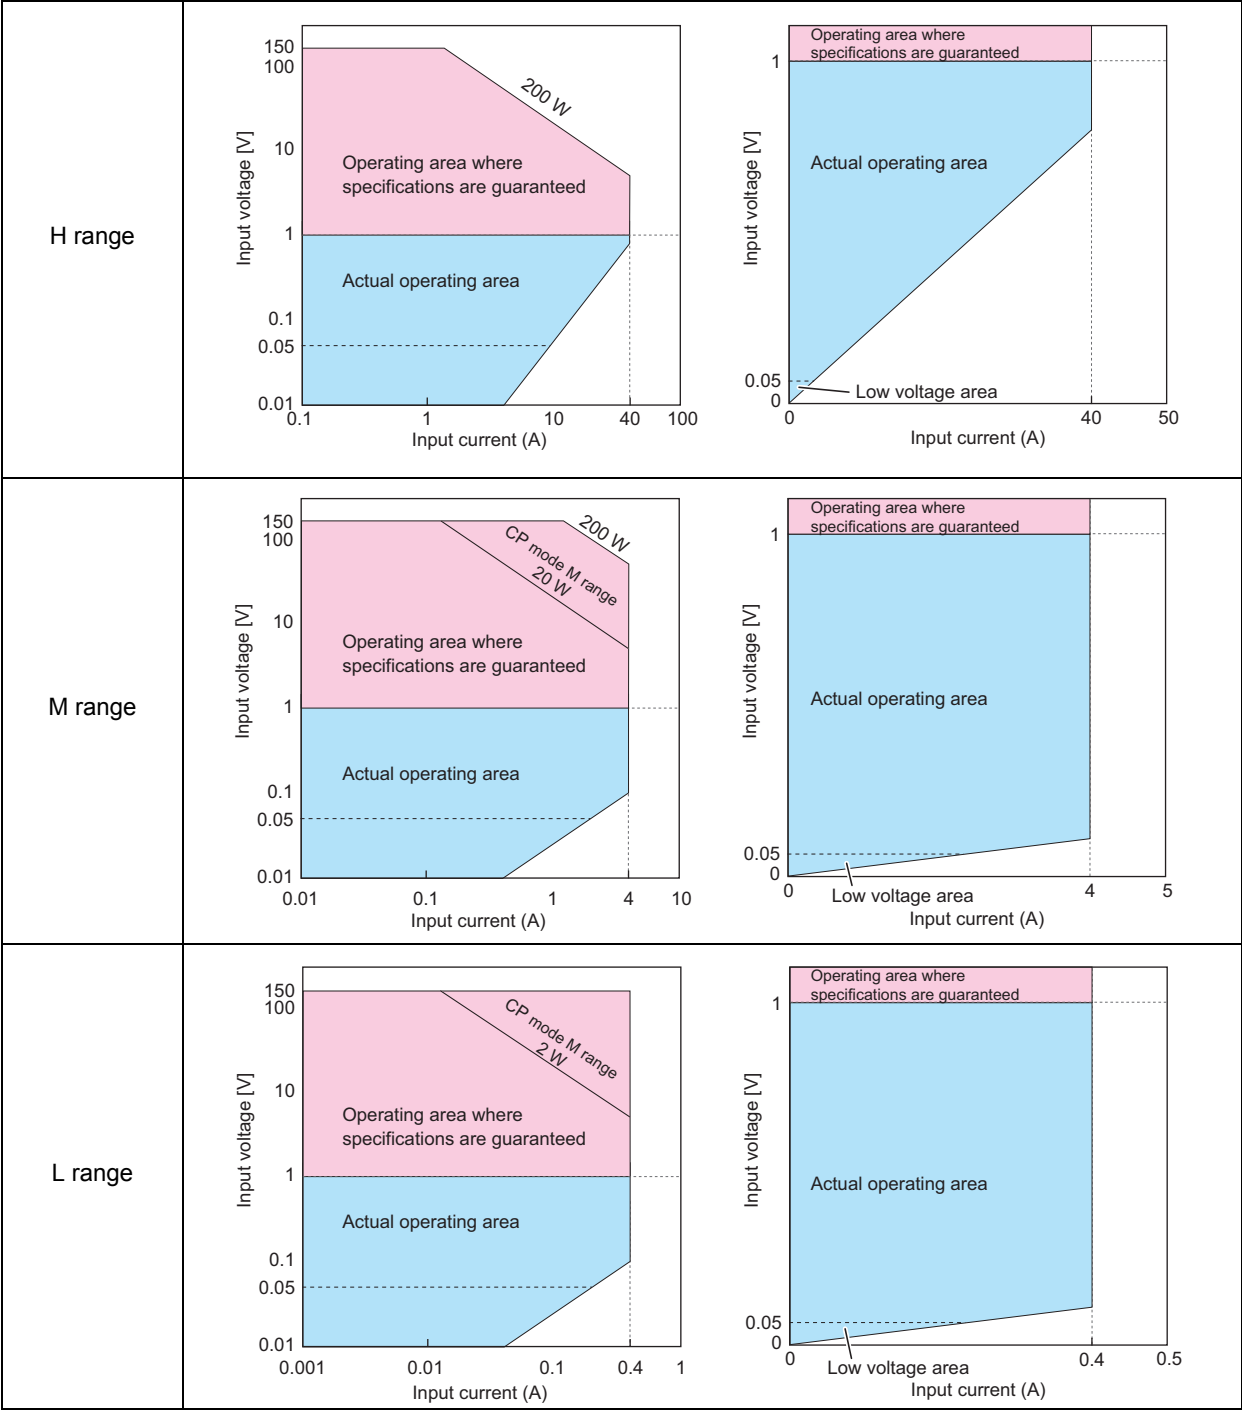 H range
150
100
10
1
0.1
0.05
0.01
Input voltage [V]
200 W
Operating area where
specifications are guaranteed
Actual operating area
0.1
1
10
40
100
Input current (A)
Operating area where
specifications are guaranteed
1
Input voltage [V]
Actual operating area
0.05
0
Low voltage area
0
40
50
Input current (A)
M range
150
100
10
1
0.1
0.05
0.01
Input voltage [V]
200 W
CP mode M range
20 W
Operating area where
specifications are guaranteed
Actual operating area
0.01
0.1
1
4
10
Input current (A)
Operating area where
specifications are guaranteed
1
Input voltage [V]
Actual operating area
0.05
0
Low voltage area
0
4
5
Input current (A)
L range
150
100
10
1
0.1
0.05
0.01
Input voltage [V]
CP mode M range
2 W
Operating area where
specifications are guaranteed
Actual operating area
0.001
0.01
0.1
0.4
1
Input current (A)
Operating area where
specifications are guaranteed
1
Input voltage [V]
Actual operating area
0.05
0
Low voltage area
0
0.4
0.5
Input current (A)